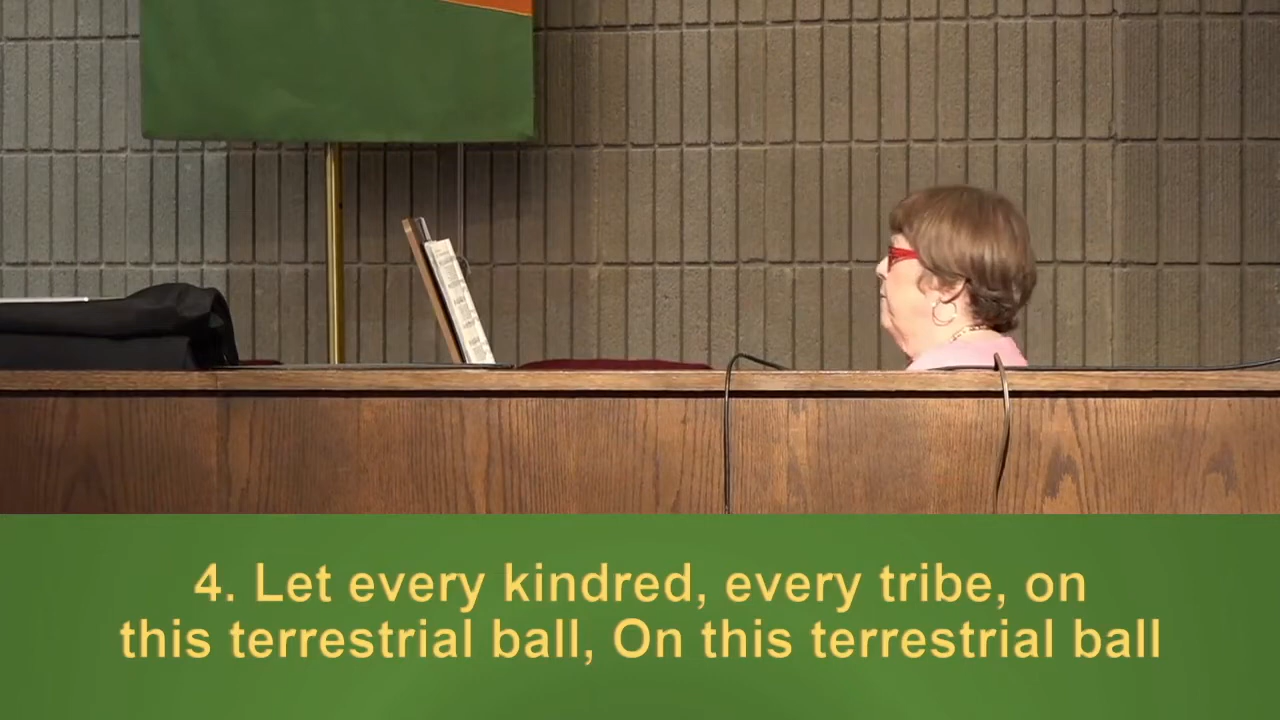 4. Let every kindred, every tribe, on
this terrestrial ball, On this terrestrial ball